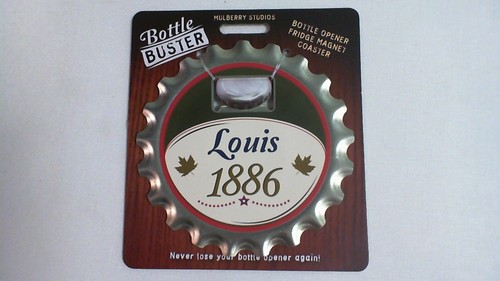 Bottle
BUSTER
MULBERRY STUDIOS
BOTTLE OPENER
FRIDGE MAGNET
COASTER
Louis
1886
Never lose your bottle opener again!